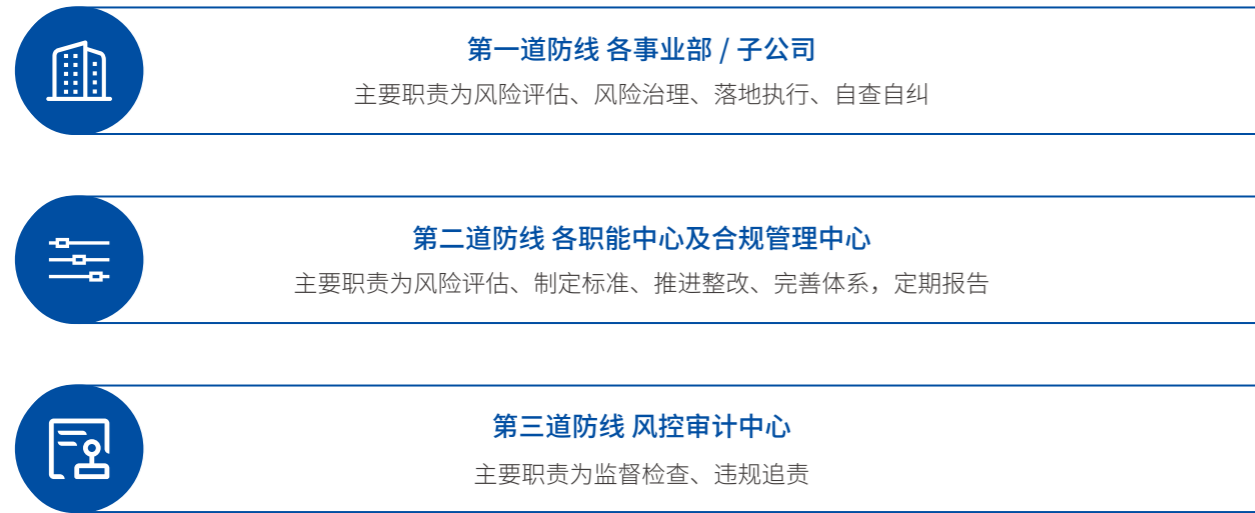 第一道防线 各事业部 / 子公司
主要职责为风险评估、风险治理、落地执行、自查自纠
第二道防线 各职能中心及合规管理中心
主要职责为风险评估、制定标准、推进整改、完善体系，定期报告
第三道防线 风控审计中心
主要职责为监督检查、违规追责